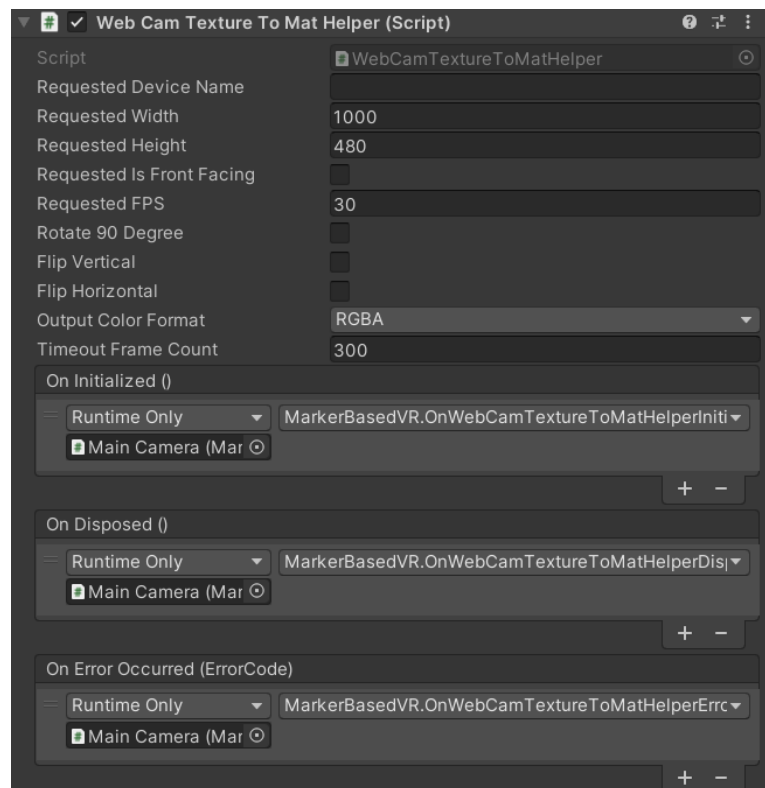 Web Cam Texture To Mat Helper (Script)
Script WebCamTextureToMatHelper
Requested Device Name
Requested Width 1000
Requested Height 480
Requested Is Front Facing
Requested FPS 30
Rotate 90 Degree
Flip Vertical
Flip Horizontal
Output Color Format RGBA
Timeout Frame Count 300
On Initialized ()
Runtime Only MarkerBasedVR.OnWebCamTextureToMatHelperIniti
Main Camera (Mar
+ −
On Disposed ()
Runtime Only MarkerBasedVR.OnWebCamTextureToMatHelperDisp
Main Camera (Mar
+ −
On Error Occurred (ErrorCode)
Runtime Only MarkerBasedVR.OnWebCamTextureToMatHelperErrc
Main Camera (Mar
+ −